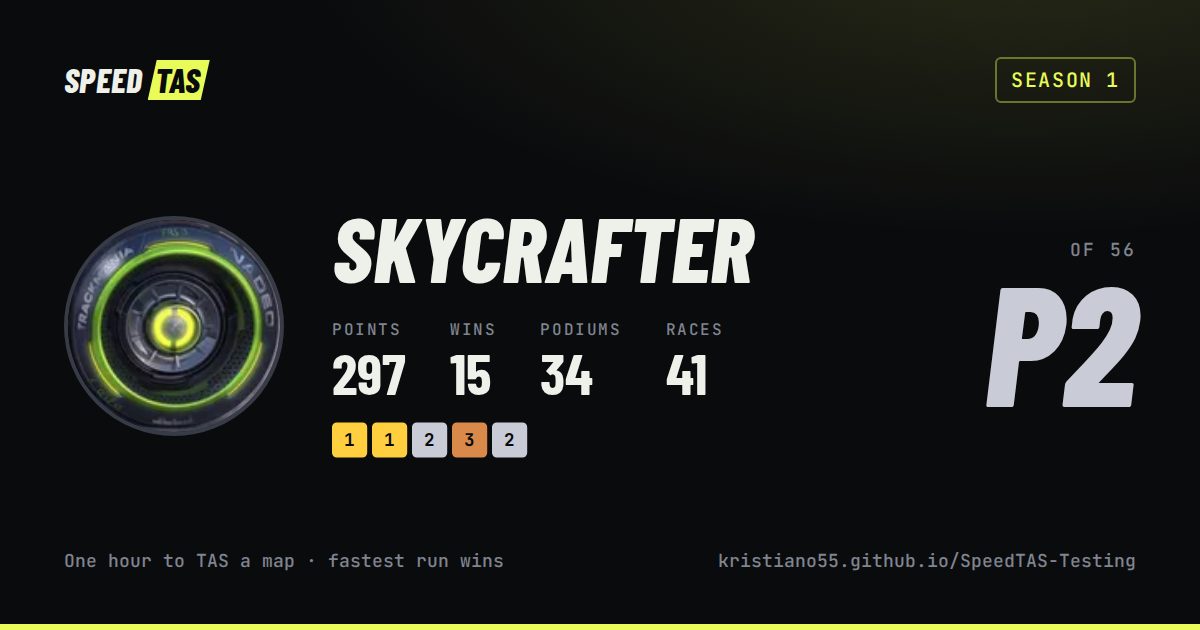 SPEED TAS
SEASON 1
TRACKMANIA
SKYCRAFTER
POINTS WINS PODIUMS RACES
297 15 34 41
1 1 2 3 2
OF 56
P2
One hour to TAS a map · fastest run wins
kristiano55.github.io/SpeedTAS-Testing